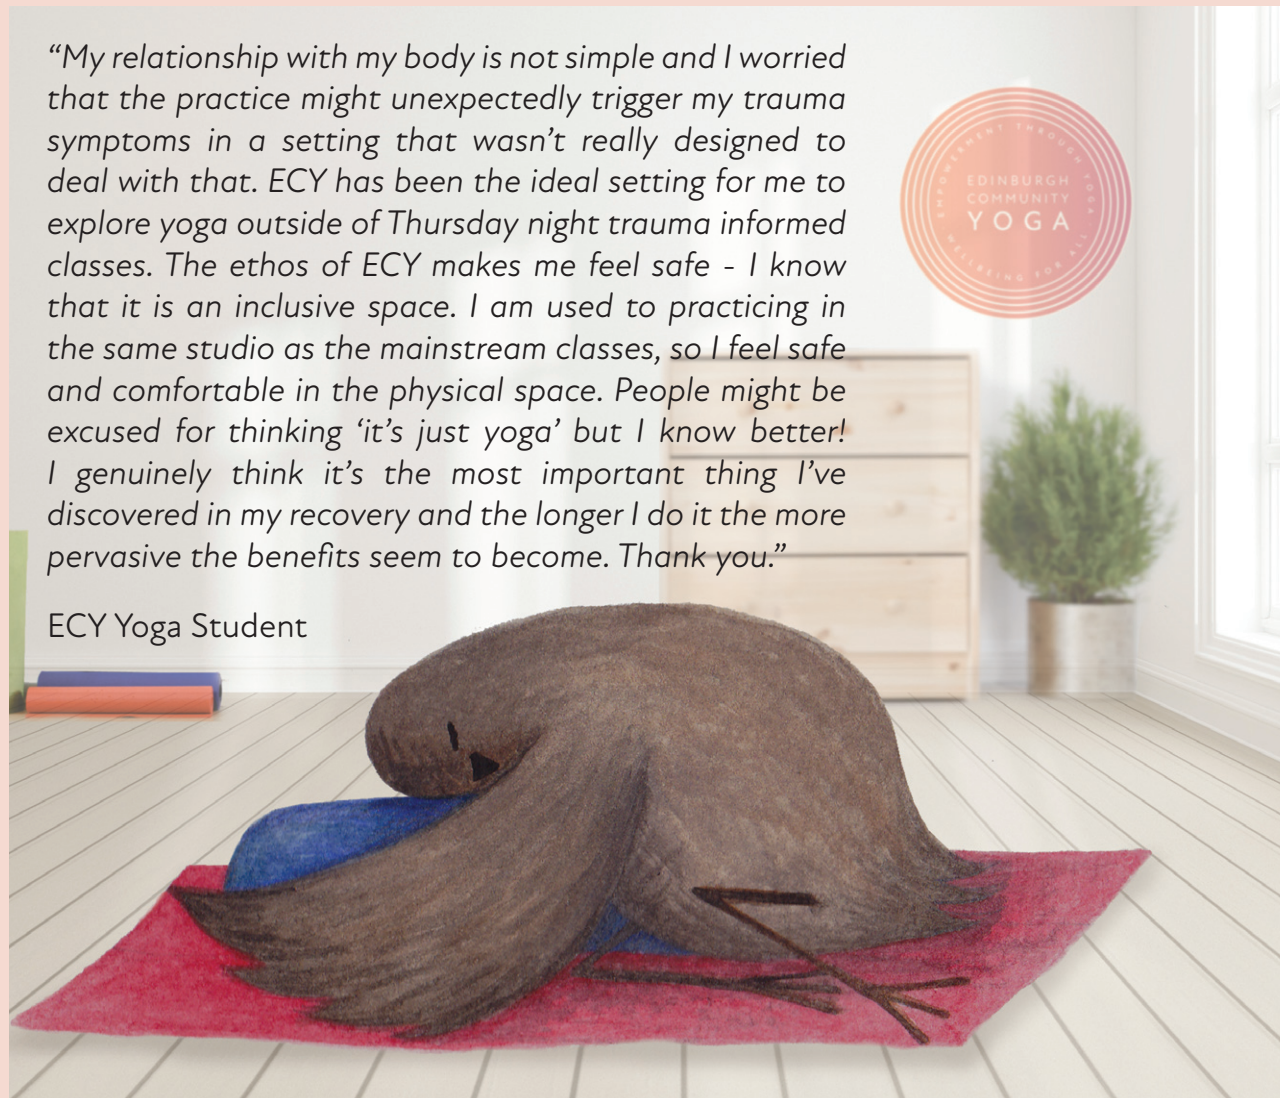 “My relationship with my body is not simple and I worried
that the practice might unexpectedly trigger my trauma
symptoms in a setting that wasn’t really designed to
deal with that. ECY has been the ideal setting for me to
explore yoga outside of Thursday night trauma informed
classes. The ethos of ECY makes me feel safe - I know
that it is an inclusive space. I am used to practicing in
the same studio as the mainstream classes, so I feel safe
and comfortable in the physical space. People might be
excused for thinking ‘it’s just yoga’ but I know better!
I genuinely think it’s the most important thing I’ve
discovered in my recovery and the longer I do it the more
pervasive the benefits seem to become. Thank you.”
ECY Yoga Student
EMPOWERMENT THROUGH YOGA
EDINBURGH
COMMUNITY
YOGA
WELLBEING FOR ALL